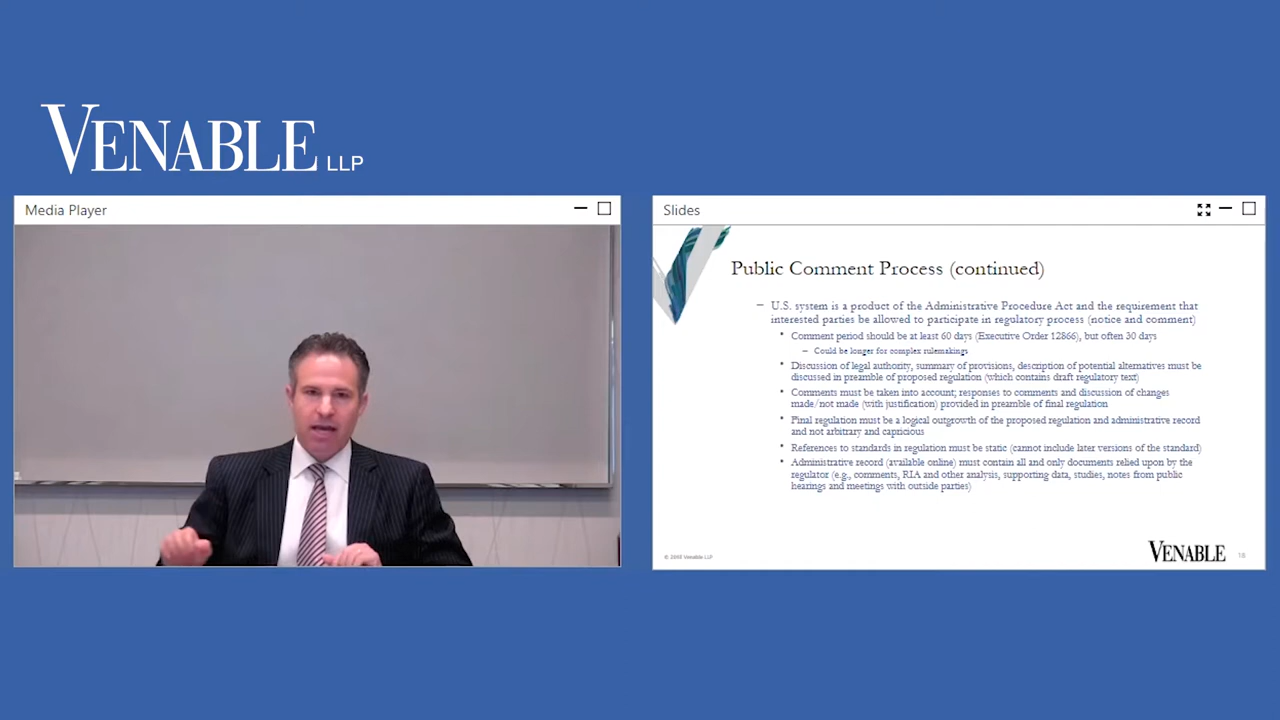 VENABLE LLP
Media Player
Slides
Public Comment Process (continued)
– U.S. system is a product of the Administrative Procedure Act and the requirement that
interested parties be allowed to participate in regulatory process (notice and comment)
• Comment period should be at least 60 days (Executive Order 12866), but often 30 days
– Could be longer for complex rulemakings
• Discussion of legal authority, summary of provisions, description of potential alternatives must be
discussed in preamble of proposed regulation (which contains draft regulatory text)
• Comments must be taken into account; responses to comments and discussion of changes
made/not made (with justification) provided in preamble of final regulation
• Final regulation must be a logical outgrowth of the proposed regulation and administrative record
and not arbitrary and capricious
• References to standards in regulation must be static (cannot include later versions of the standard)
• Administrative record (available online) must contain all and only documents relied upon by the
regulator (e.g., comments, RIA and other analysis, supporting data, studies, notes from public
hearings and meetings with outside parties)
© Venable LLP
VENABLE
18